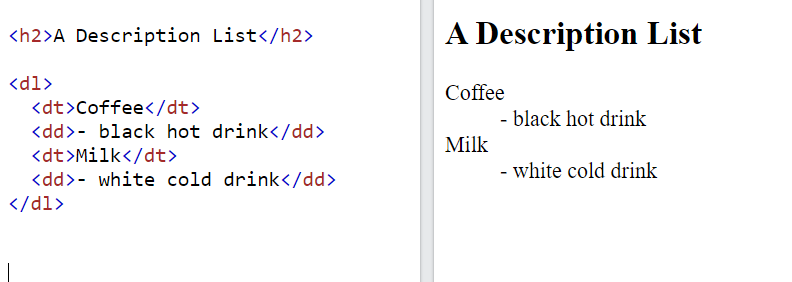 <h2>A Description List</h2>
<dl>
<dt>Coffee</dt>
<dd>- black hot drink</dd>
<dt>Milk</dt>
<dd>- white cold drink</dd>
</dl>
A Description List
Coffee
- black hot drink
Milk
- white cold drink